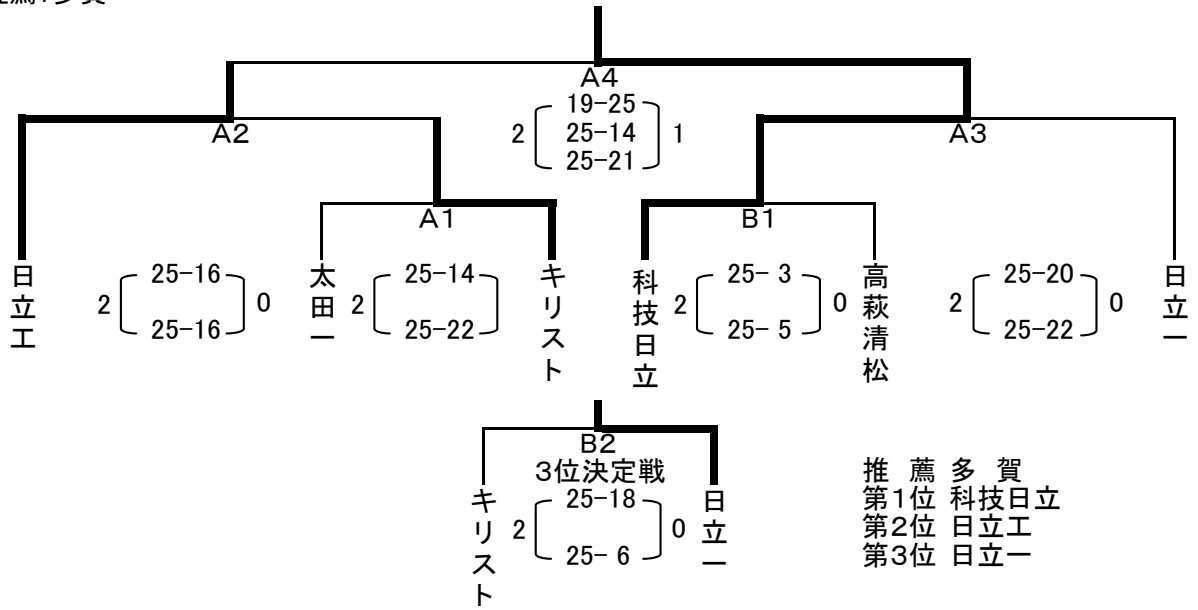 A4
19-25
2 25-14 1
25-21
A2
A3
A1
B1
日立工
2 25-16 0
25-16
太田一
2 25-14
25-22
キリスト
科技日立
2 25- 3 0
25- 5
高萩清松
2 25-20 0
25-22
日立一
B2
3位決定戦
キリスト
2 25-18 0
25- 6
日立一
推 薦 多 賀
第1位 科技日立
第2位 日立工
第3位 日立一